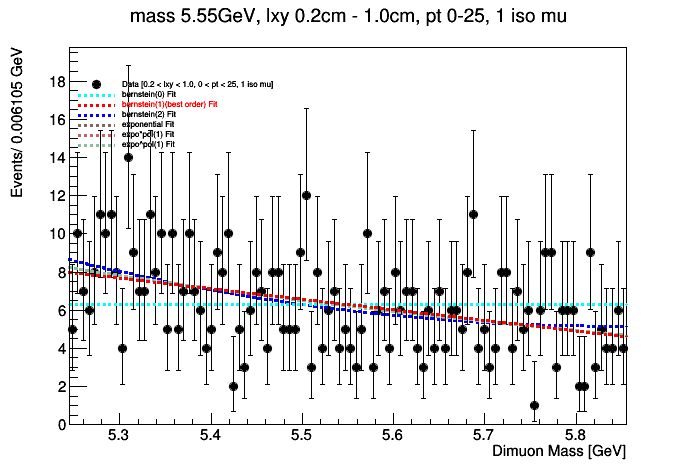 mass 5.55GeV, lxy 0.2cm - 1.0cm, pt 0-25, 1 iso mu
Events/ 0.006105 GeV
18
16
14
12
10
8
6
4
2
0
Data [0.2 < lxy < 1.0, 0 < pt < 25, 1 iso mu]
bernstein(0) Fit
bernstein(1)(best order) Fit
bernstein(2) Fit
exponential Fit
expo*pol(1) Fit
expo^pol(1) Fit
5.3
5.4
5.5
5.6
5.7
5.8
Dimuon Mass [GeV]